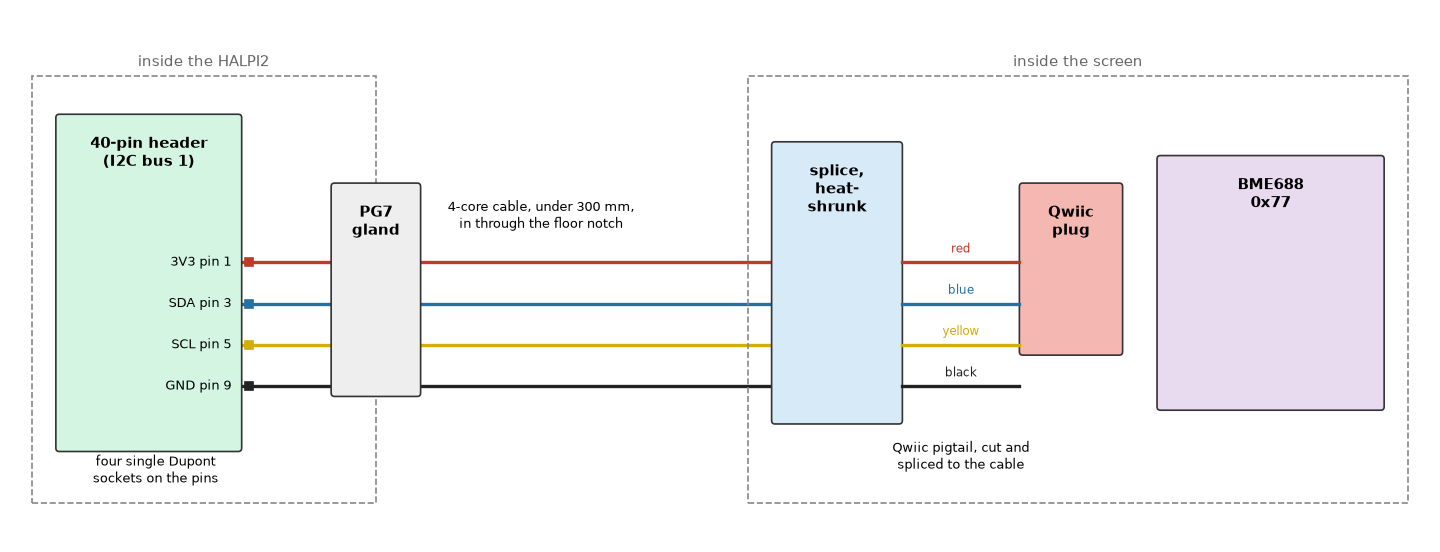 inside the HALPI2
inside the screen
40-pin header
(I2C bus 1)
3V3 pin 1
SDA pin 3
SCL pin 5
GND pin 9
four single Dupont
sockets on the pins
PG7
gland
4-core cable, under 300 mm,
in through the floor notch
splice,
heat-
shrunk
red
blue
yellow
black
Qwiic pigtail, cut and
spliced to the cable
Qwiic
plug
BME688
0x77